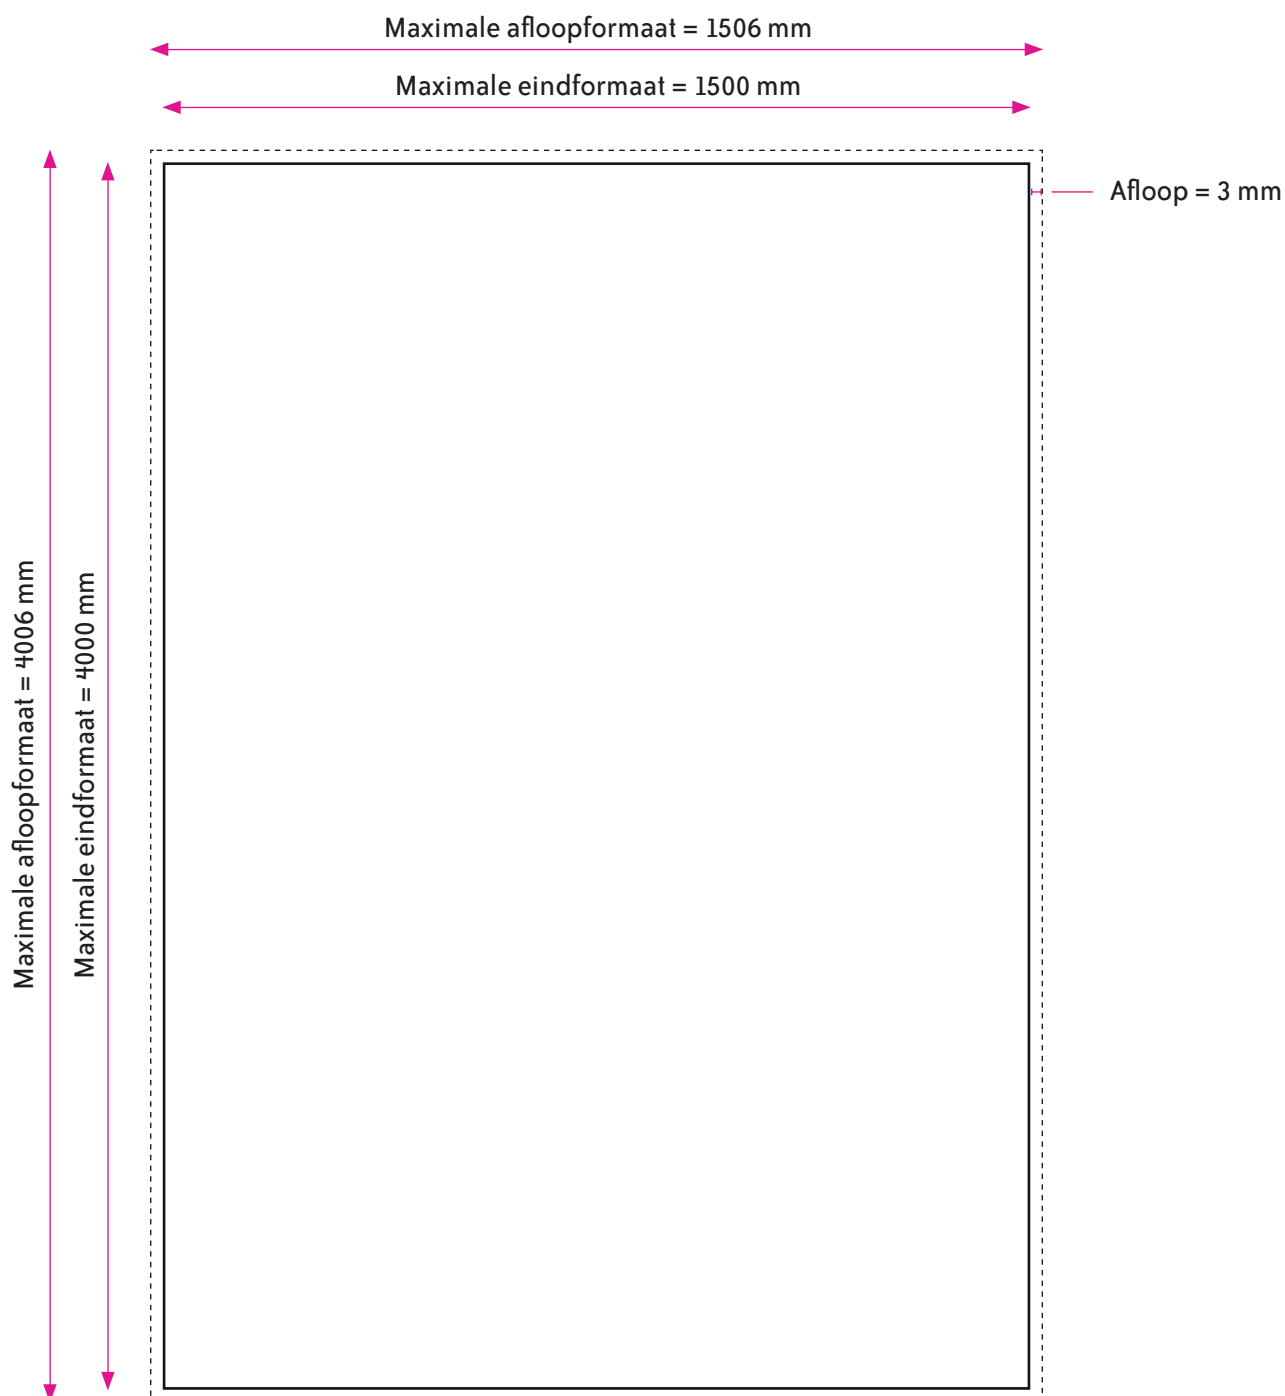 Maximale afloopformaat = 1506 mm
Maximale eindformaat = 1500 mm
Afloop = 3 mm
Maximale afloopformaat = 4006 mm
Maximale eindformaat = 4000 mm